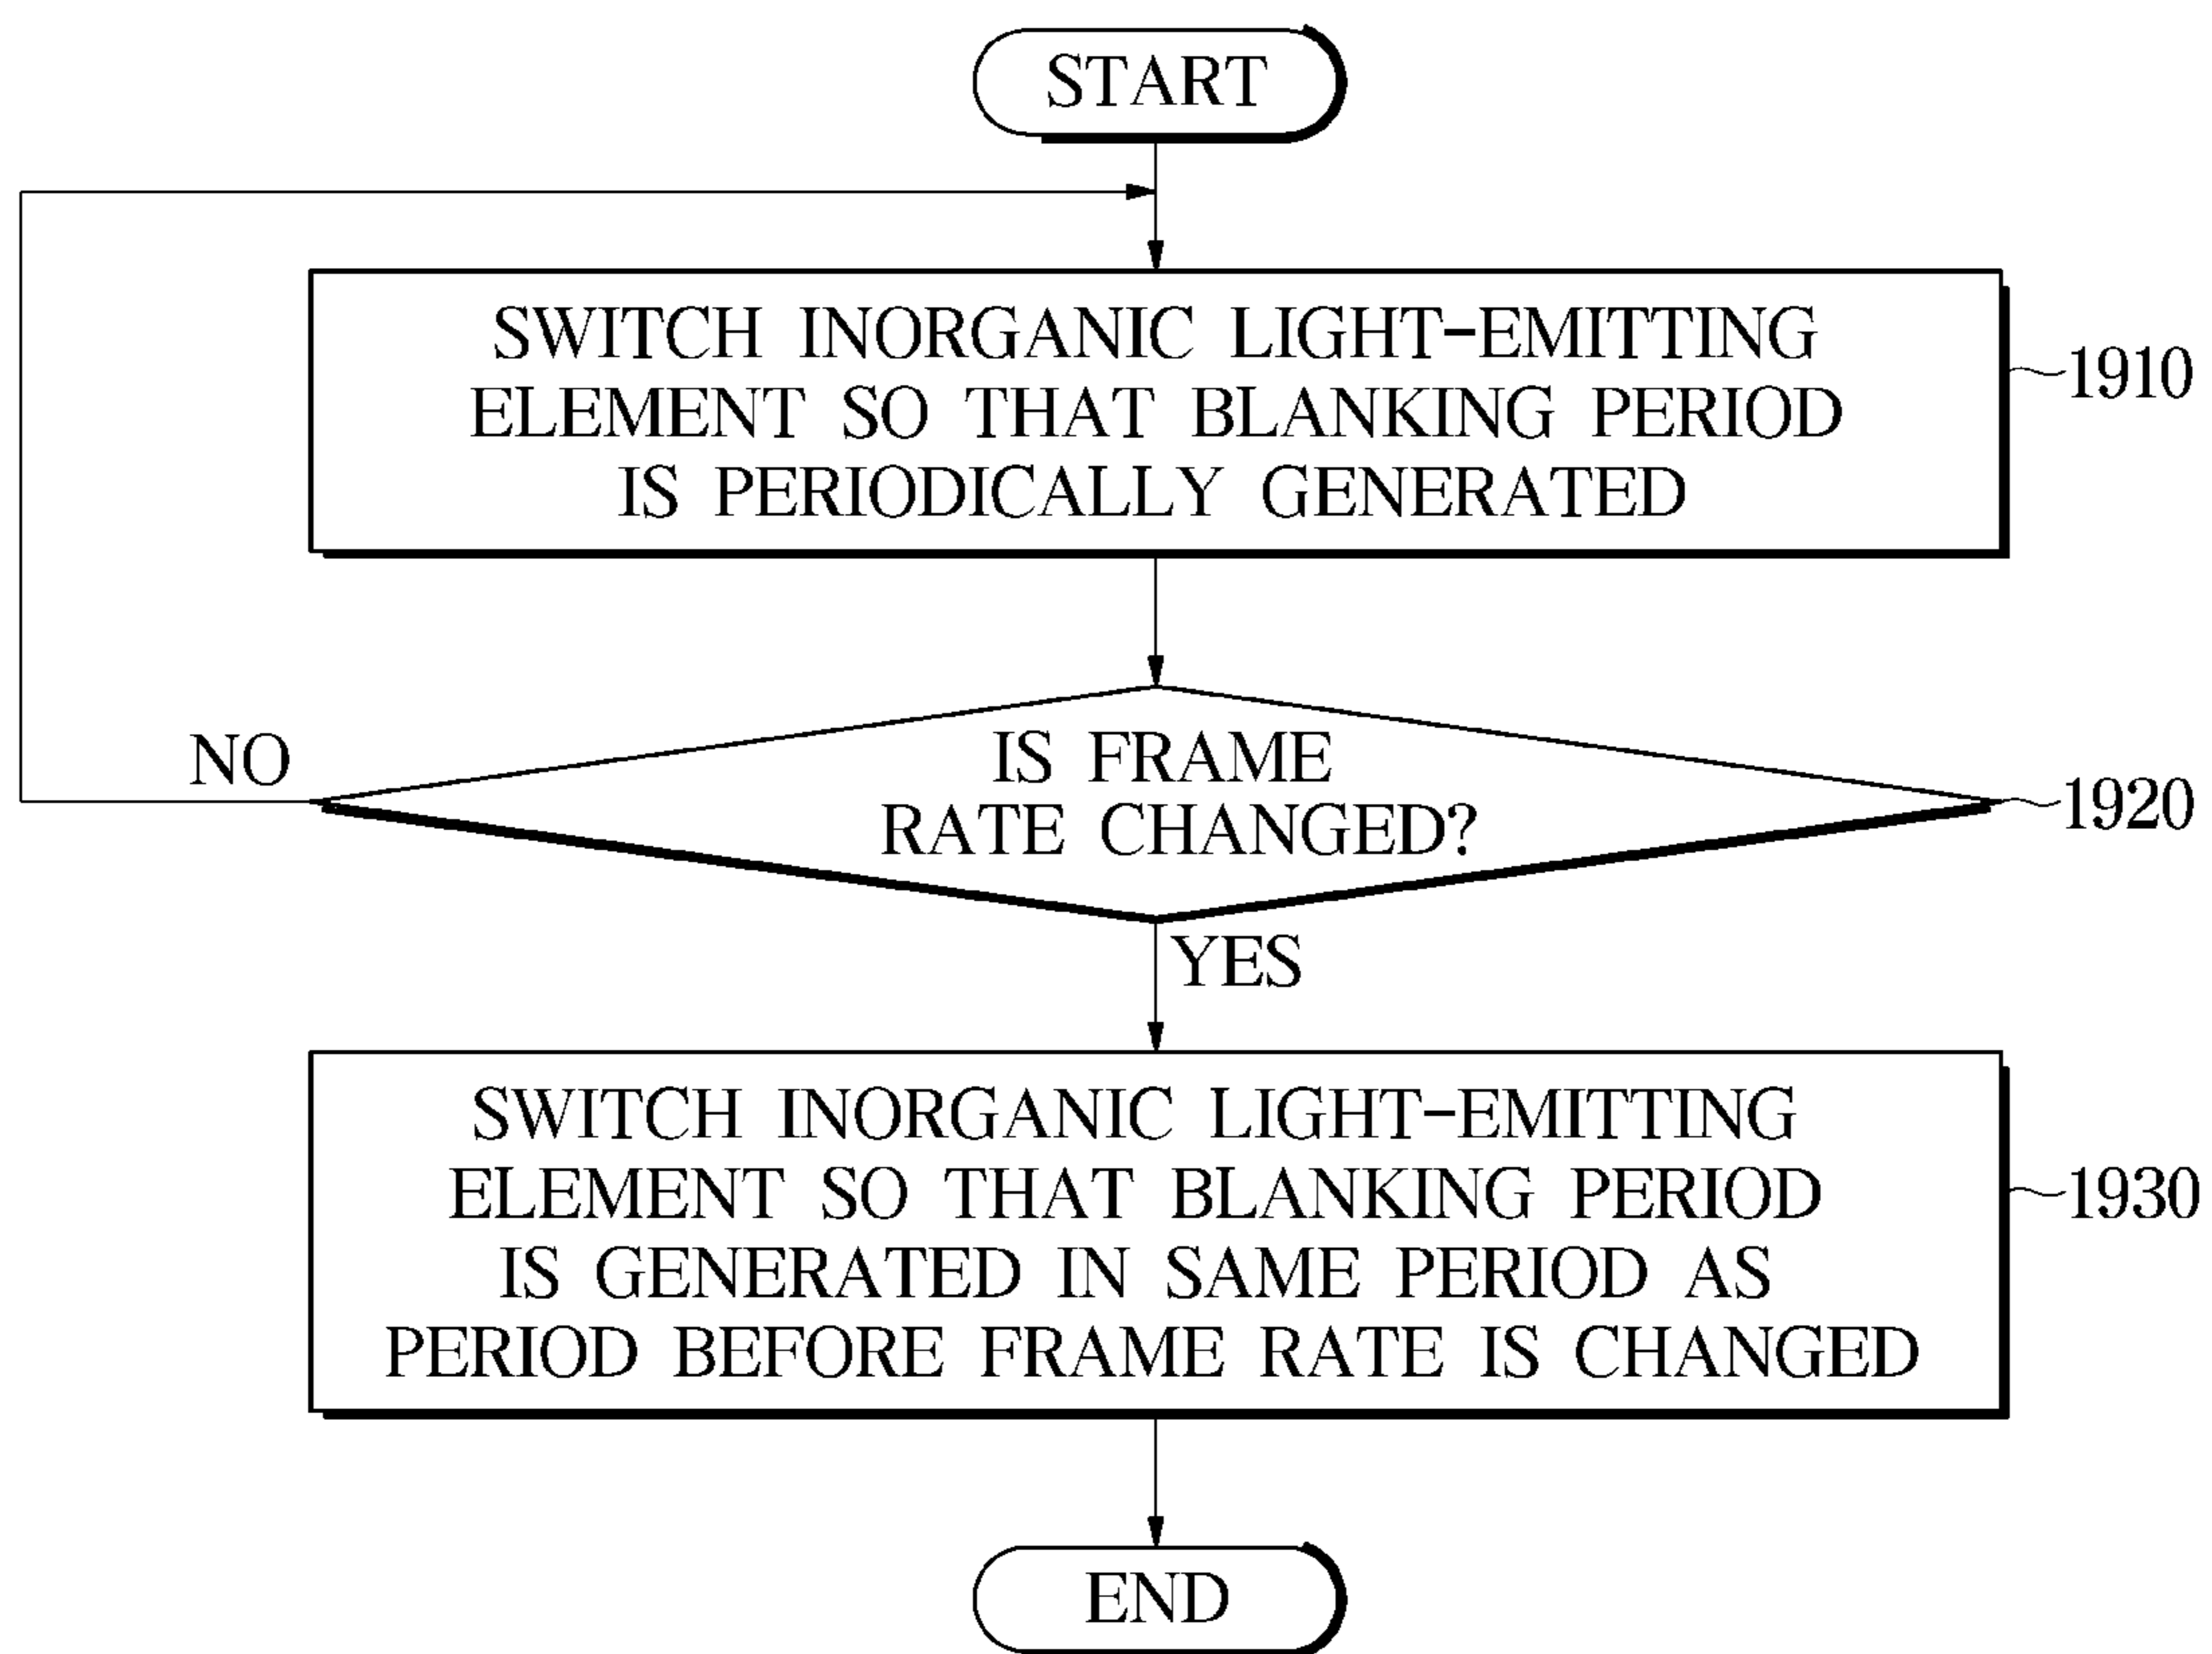 START
SWITCH INORGANIC LIGHT-EMITTING
ELEMENT SO THAT BLANKING PERIOD
IS PERIODICALLY GENERATED
1910
NO
IS FRAME
RATE CHANGED?
1920
YES
SWITCH INORGANIC LIGHT-EMITTING
ELEMENT SO THAT BLANKING PERIOD
IS GENERATED IN SAME PERIOD AS
PERIOD BEFORE FRAME RATE IS CHANGED
1930
END